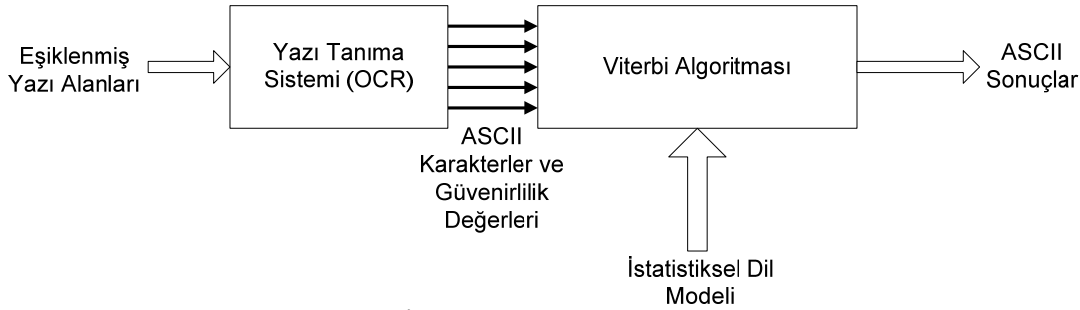 Eşiklenmiş
Yazı Alanları
Yazı Tanıma
Sistemi (OCR)
ASCII
Karakterler ve
Güvenirlilik
Değerleri
Viterbi Algoritması
İstatistiksel Dil
Modeli
ASCII
Sonuçlar